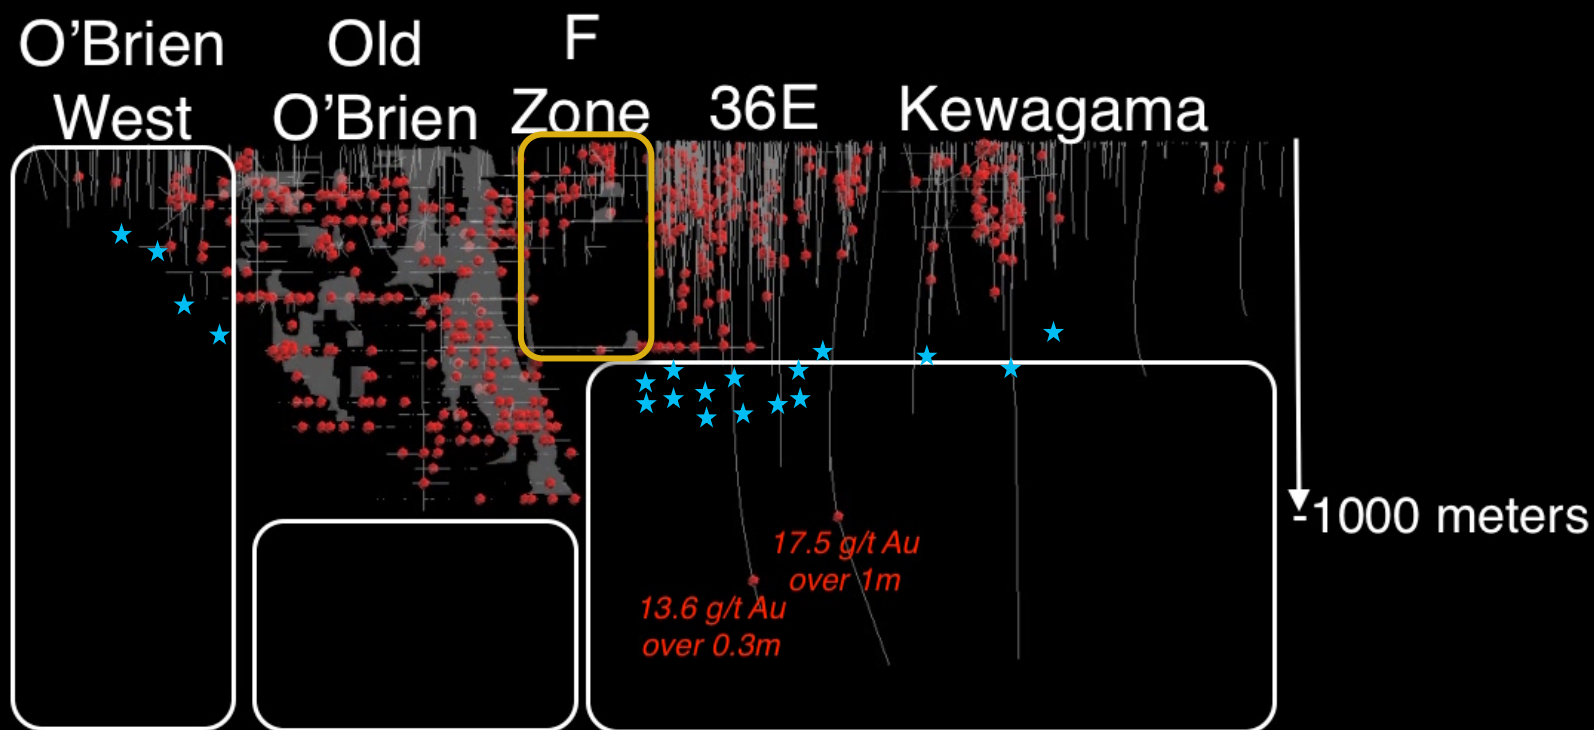 O'Brien
West
Old
O'Brien
F
Zone
36E
Kewagama
-1000 meters
17.5 g/t Au
over 1m
13.6 g/t Au
over 0.3m